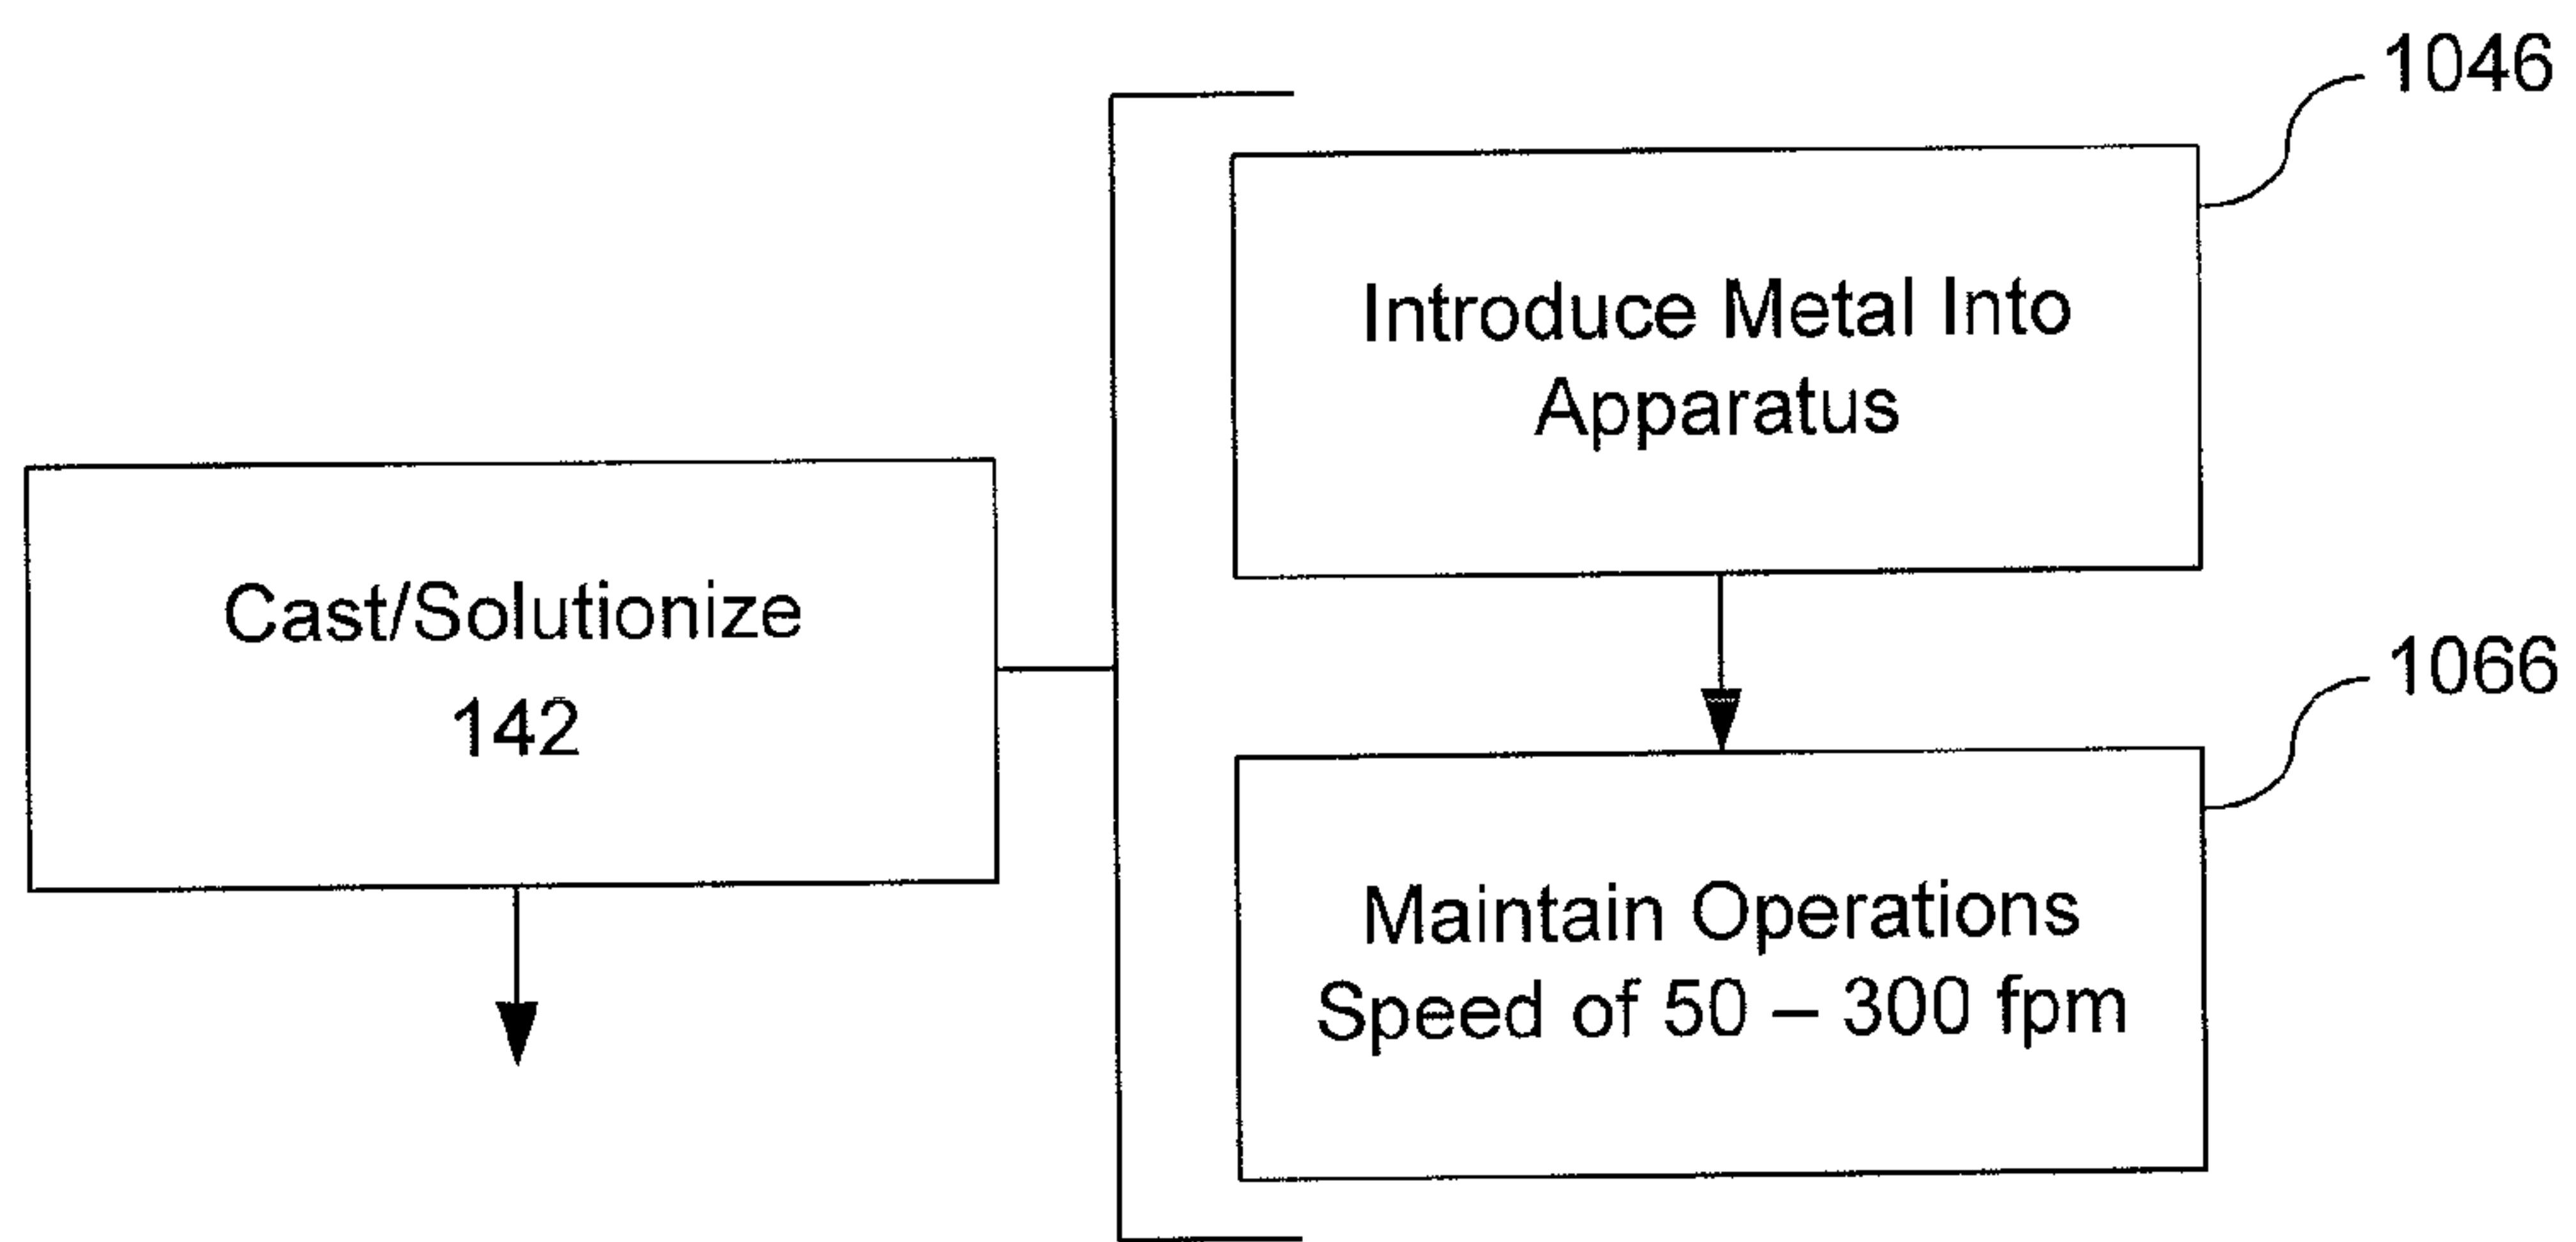 1046
Introduce Metal Into
Apparatus
Cast/Solutionize
142
1066
Maintain Operations
Speed of 50 – 300 fpm